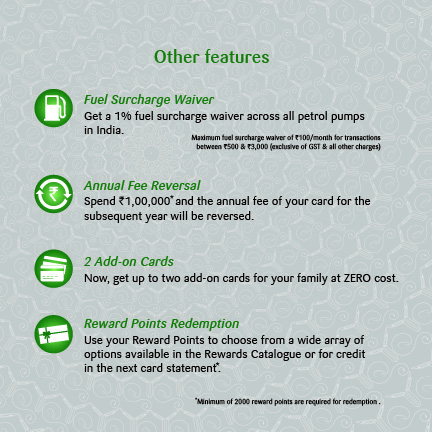 Other features
Fuel Surcharge Waiver
Get a 1% fuel surcharge waiver across all petrol pumps
in India.
Maximum fuel surcharge waiver of ₹100/month for transactions
between ₹500 & ₹3,000 (exclusive of GST & all other charges)
₹
Annual Fee Reversal
Spend ₹1,00,000* and the annual fee of your card for the
subsequent year will be reversed.
2 Add-on Cards
Now, get up to two add-on cards for your family at ZERO cost.
Reward Points Redemption
Use your Reward Points to choose from a wide array of
options available in the Rewards Catalogue or for credit
in the next card statement*.
*Minimum of 2000 reward points are required for redemption .